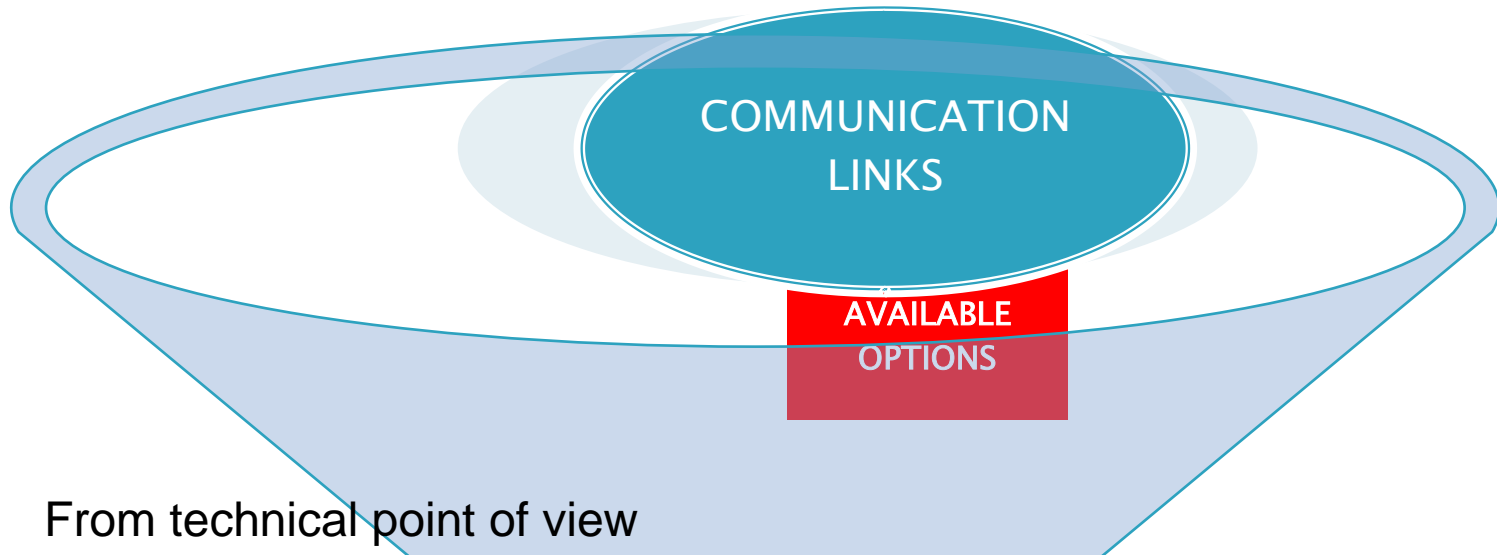 COMMUNICATION
LINKS
AVAILABLE
OPTIONS
From technical point of view